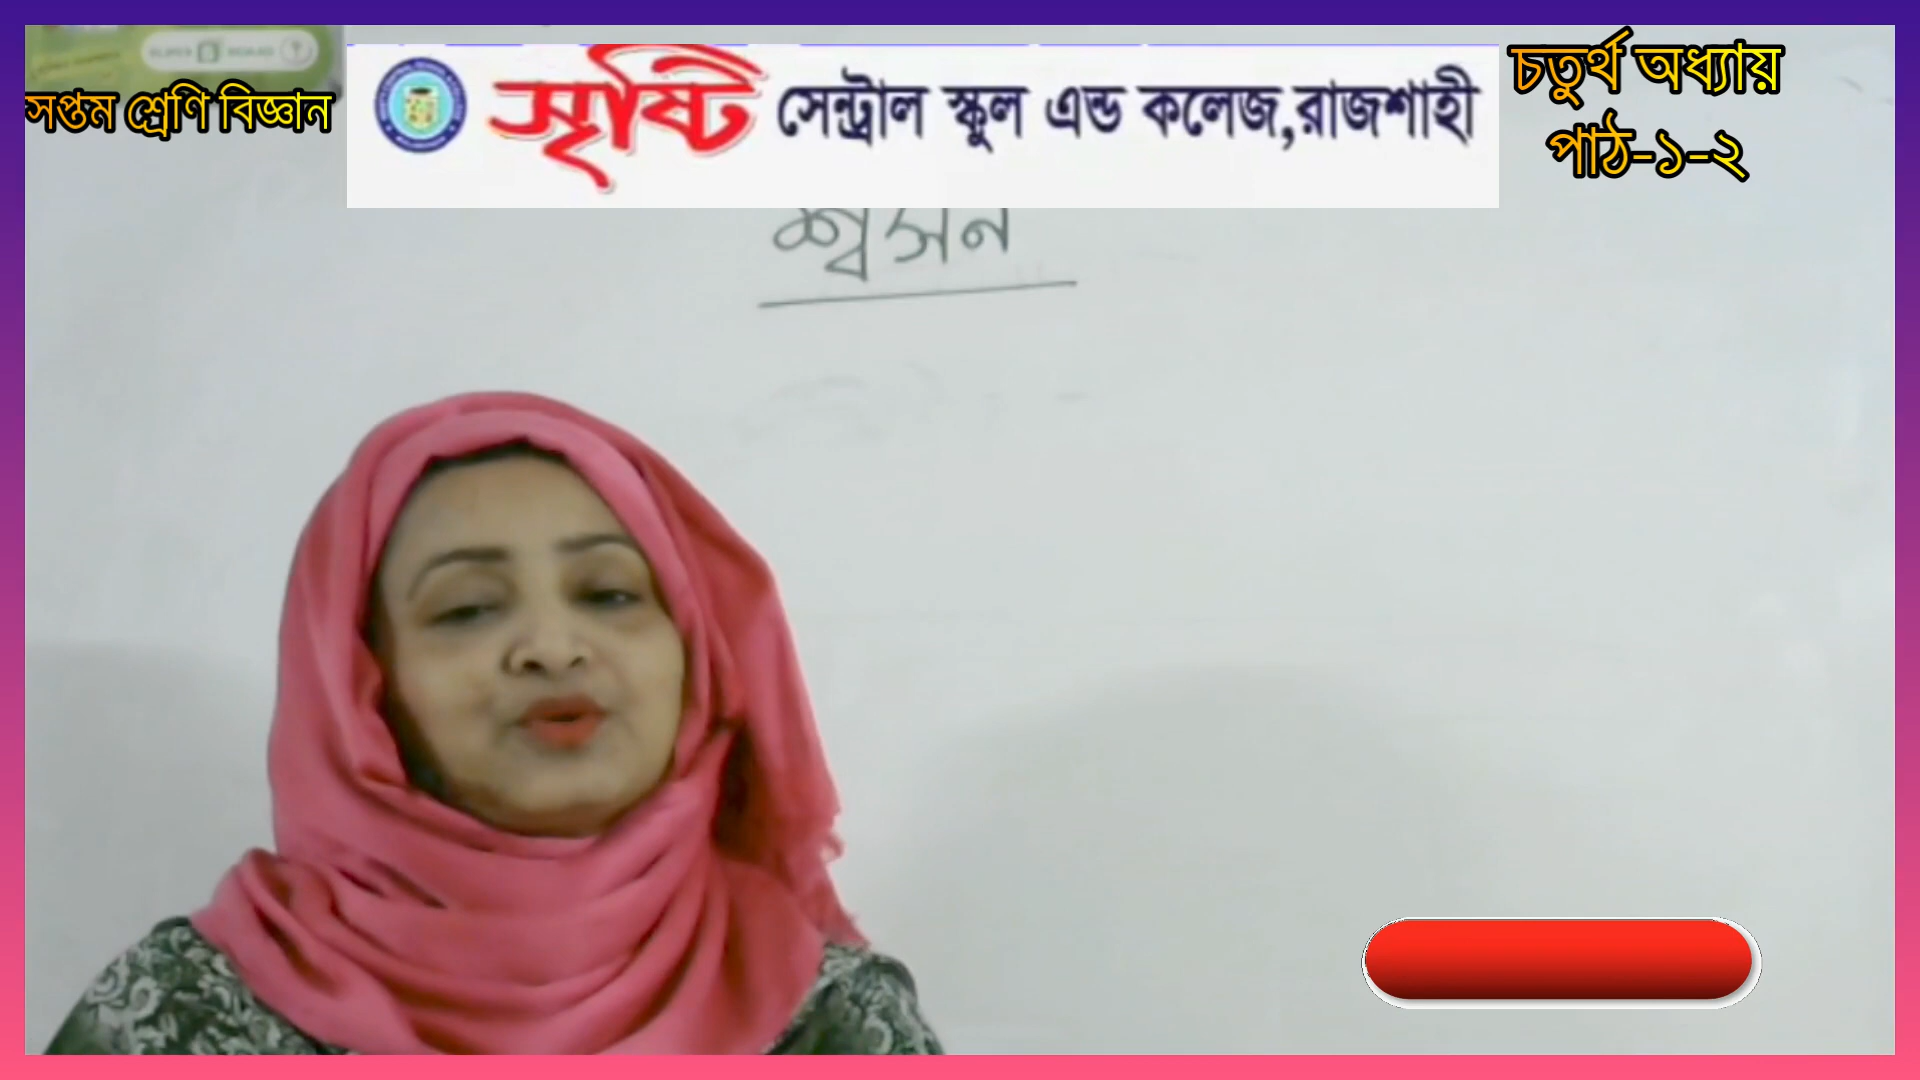 সপ্তম শ্রেণি বিজ্ঞান
সৃষ্টি সেন্ট্রাল স্কুল এন্ড কলেজ,রাজশাহী
চতুর্থ অধ্যায়
পাঠ-১-২
শ্বসন